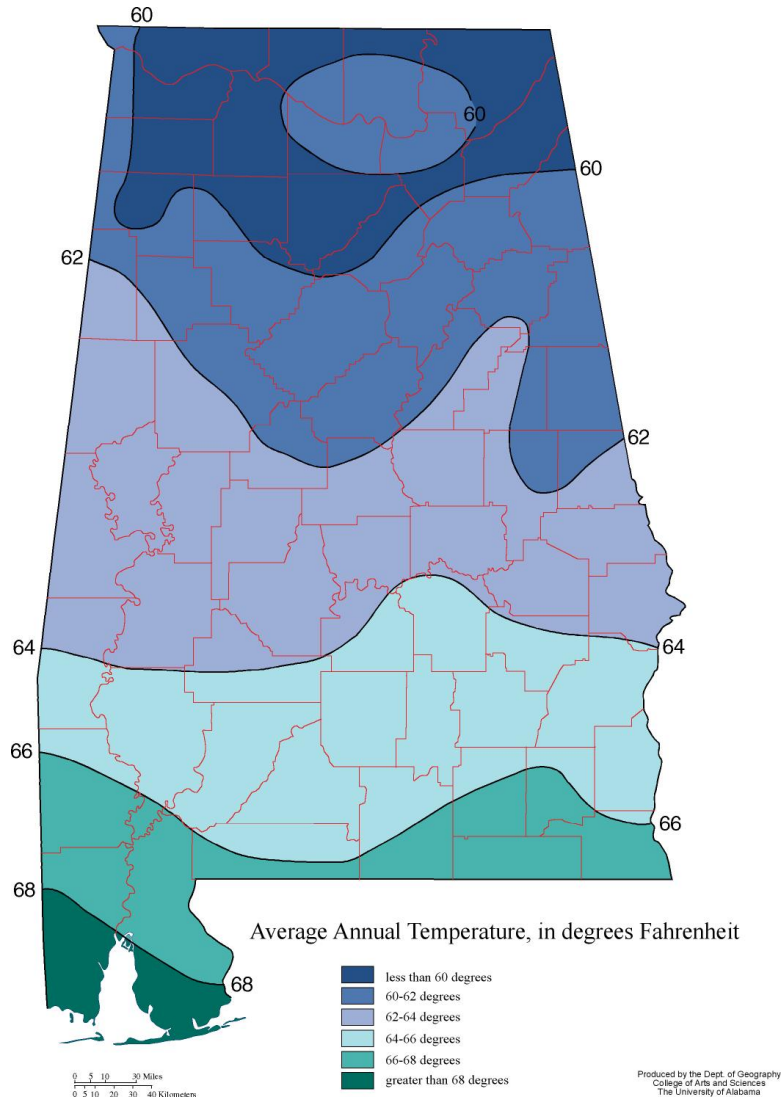 60
60
60
62
62
64
64
66
66
68
68
Average Annual Temperature, in degrees Fahrenheit
less than 60 degrees
60-62 degrees
62-64 degrees
64-66 degrees
66-68 degrees
greater than 68 degrees
0 5 10 30 Miles
0 5 10 20 30 40 Kilometers
Produced by the Dept. of Geography
College of Arts and Sciences
The University of Alabama